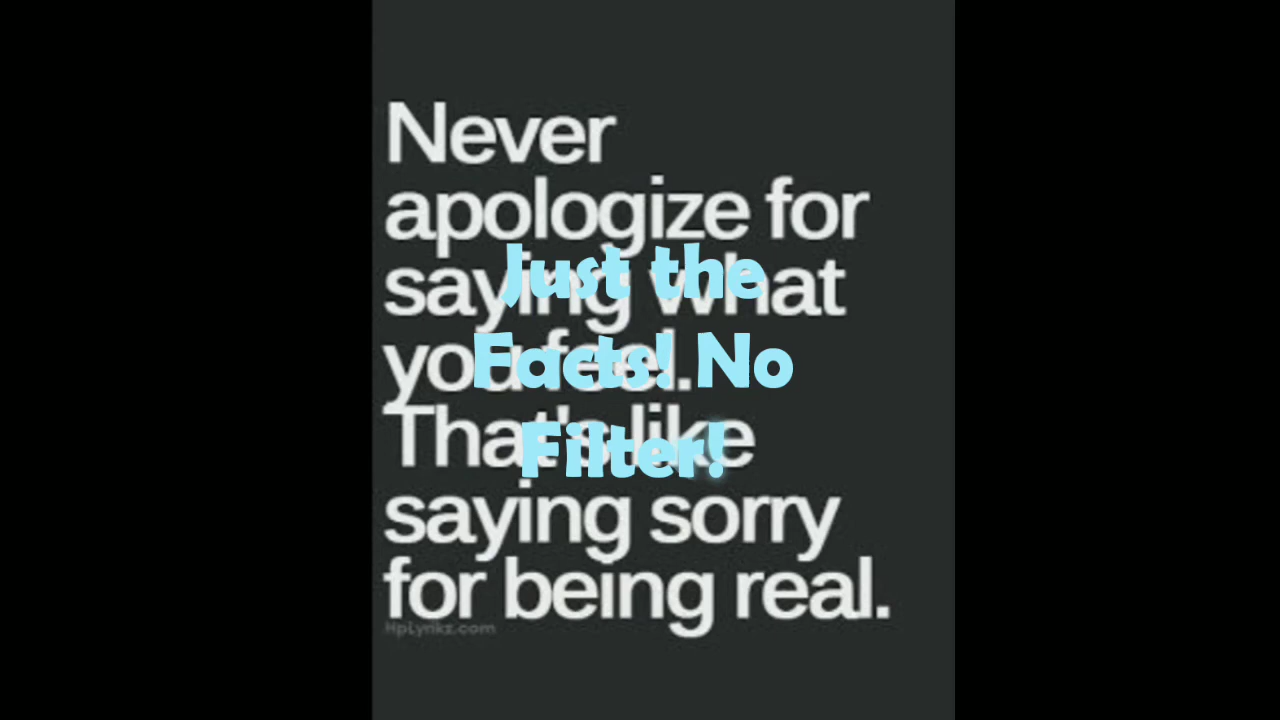 Never
apologize for
saying what
you feel.
That's like
saying sorry
for being real.
HpLynkz.com
Just the
Facts! No
Filter!